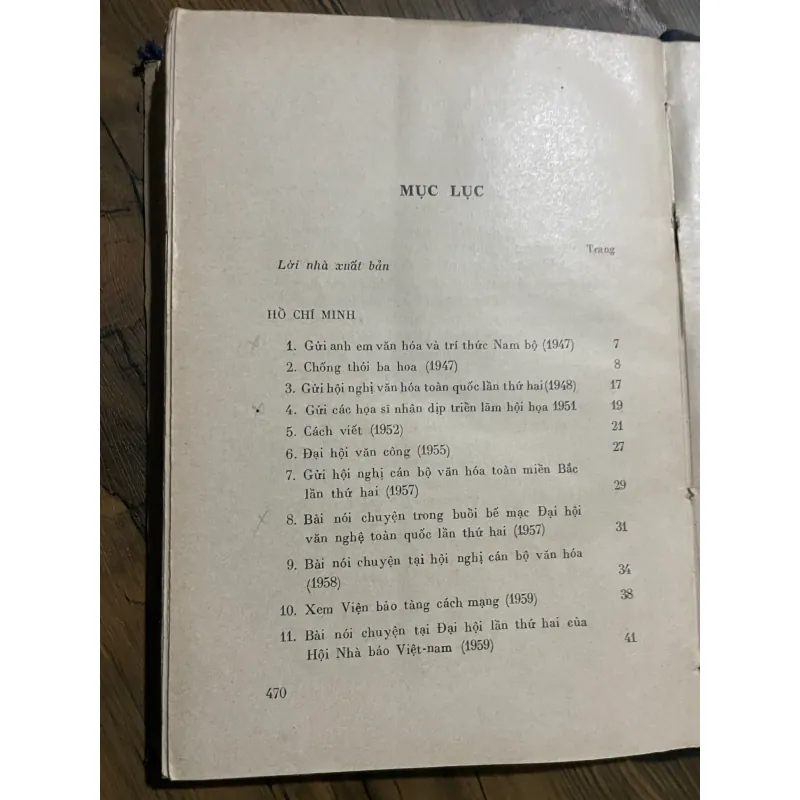 MỤC LỤC
Trang
Lời nhà xuất bản
HỒ CHÍ MINH
1. Gửi anh em văn hóa và trí thức Nam bộ (1947) 7
2. Chống thói ba hoa (1947) 8
3. Gửi hội nghị văn hóa toàn quốc lần thứ hai (1948) 17
4. Gửi các họa sĩ nhân dịp triển lãm hội họa 1951 19
5. Cách viết (1952) 21
6. Đại hội văn công (1955) 27
7. Gửi hội nghị cán bộ văn hóa toàn miền Bắc
lần thứ hai (1957) 29
8. Bài nói chuyện trong buổi bế mạc Đại hội
văn nghệ toàn quốc lần thứ hai (1957) 31
9. Bài nói chuyện tại hội nghị cán bộ văn hóa
(1958) 34
10. Xem Viện bảo tàng cách mạng (1959) 38
11. Bài nói chuyện tại Đại hội lần thứ hai của
Hội Nhà báo Việt-nam (1959) 41
470